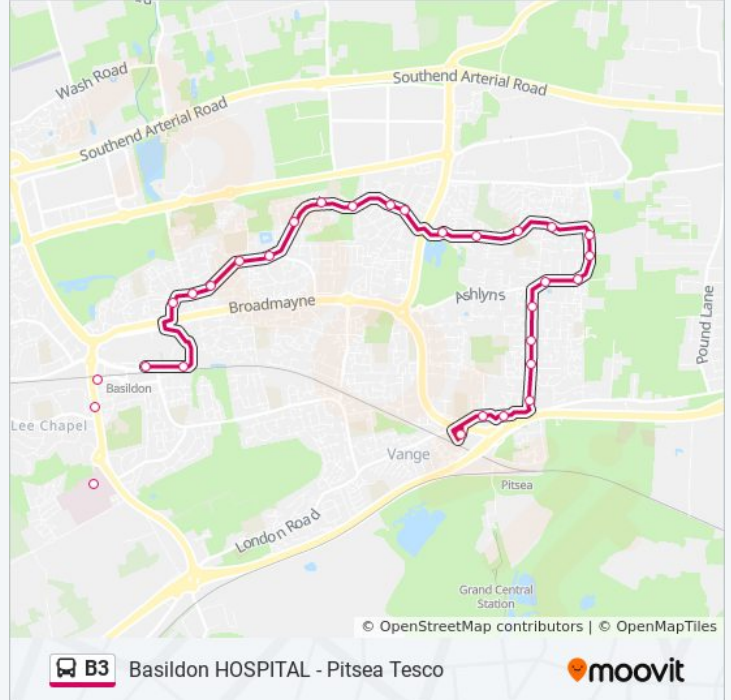 Wash Road
Southend Arterial Road
Southend Arterial Road
Broadmayne
Ashlyns
Pound Lane
Basildon
Lee Chapel
Vange
Pitsea
London Road
Grand Central
Station
© OpenStreetMap contributors | © OpenMapTiles
B3 Basildon HOSPITAL - Pitsea Tesco moovit